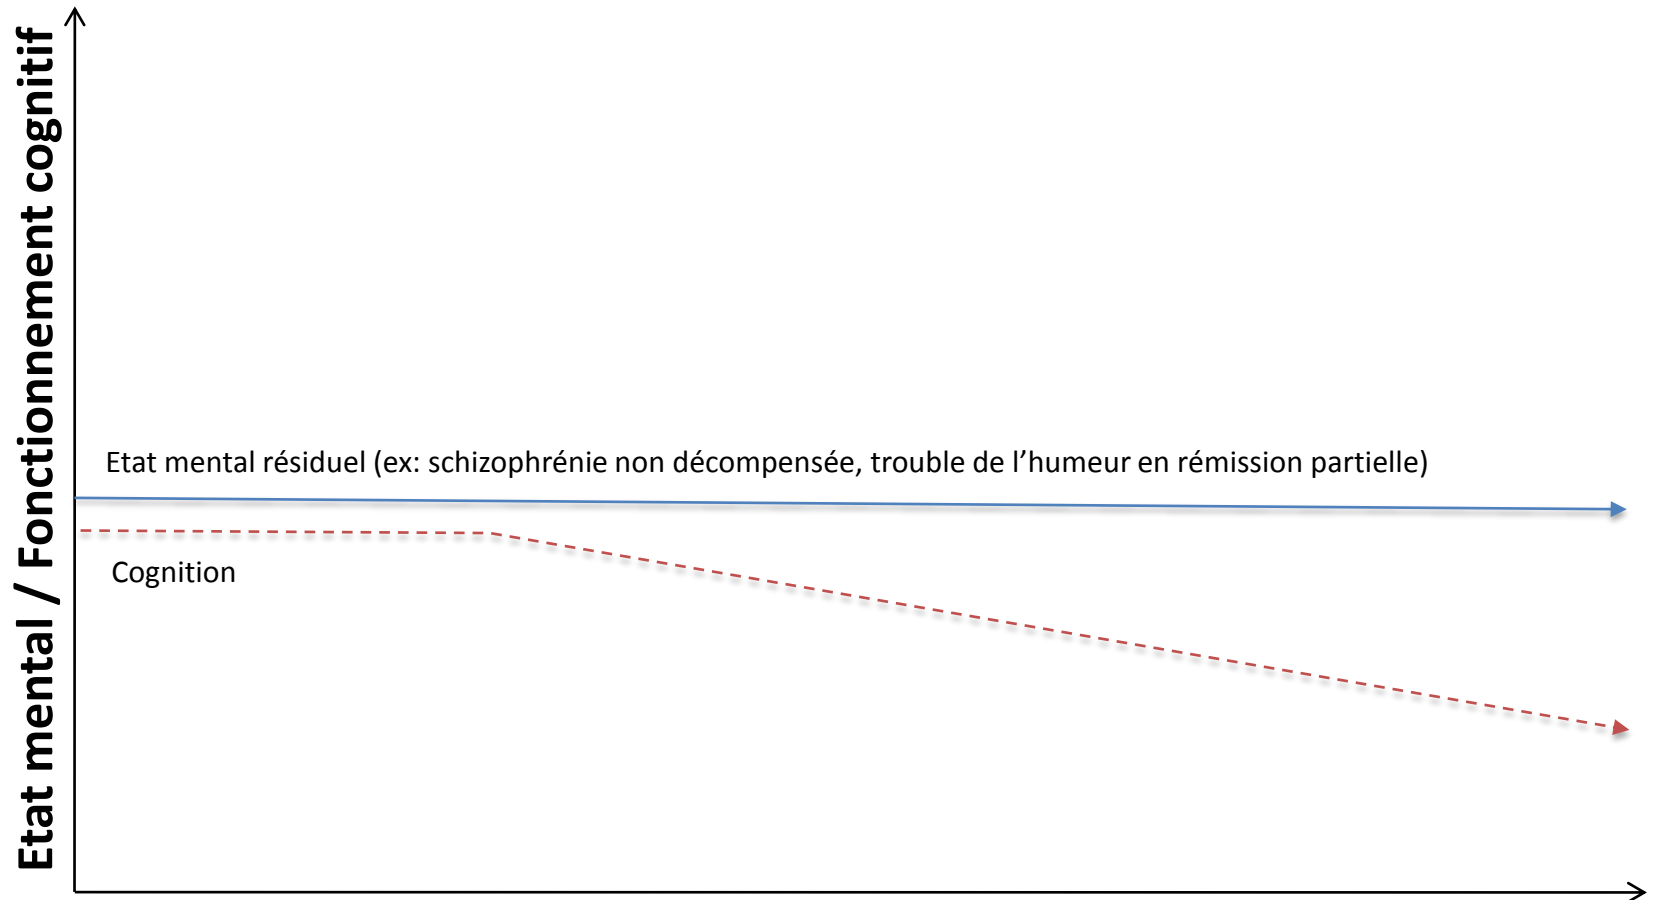 Etat mental / Fonctionnement cognitif
Etat mental résiduel (ex: schizophrénie non décompensée, trouble de l’humeur en rémission partielle)
Cognition